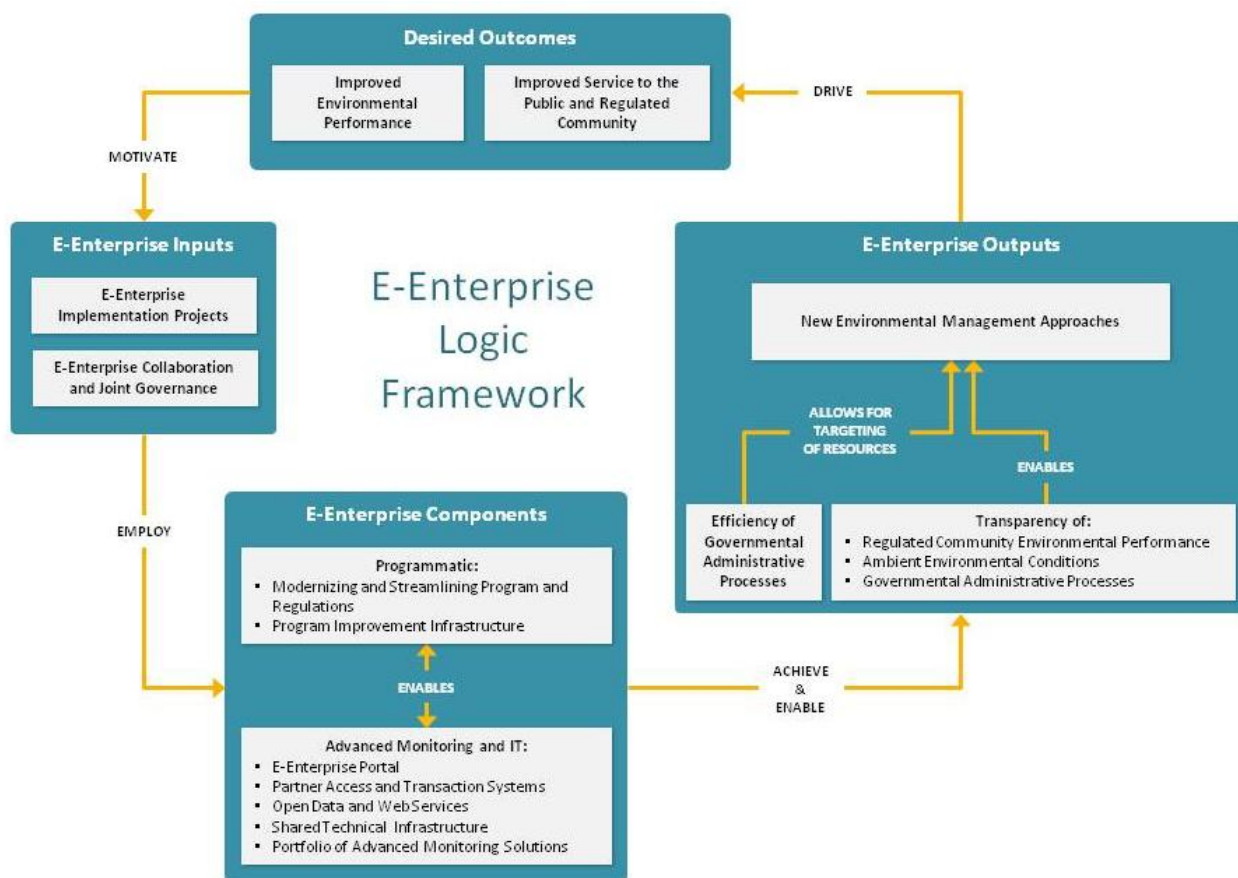 Desired Outcomes
Improved
Environmental
Performance
Improved Service to the
Public and Regulated
Community
DRIVE
MOTIVATE
E-Enterprise Inputs
E-Enterprise
Implementation Projects
E-Enterprise Collaboration
and Joint Governance
E-Enterprise
Logic
Framework
E-Enterprise Outputs
New Environmental Management Approaches
ALLOWS FOR
TARGETING
OF RESOURCES
ENABLES
Efficiency of
Governmental
Administrative
Processes
Transparency of:
▪ Regulated Community Environmental Performance
▪ Ambient Environmental Conditions
▪ Governmental Administrative Processes
EMPLOY
E-Enterprise Components
Programmatic:
▪ Modernizing and Streamlining Program and
Regulations
▪ Program Improvement Infrastructure
ENABLES
Advanced Monitoring and IT:
▪ E-Enterprise Portal
▪ Partner Access and Transaction Systems
▪ Open Data and Web Services
▪ Shared Technical Infrastructure
▪ Portfolio of Advanced Monitoring Solutions
ACHIEVE
&
ENABLE